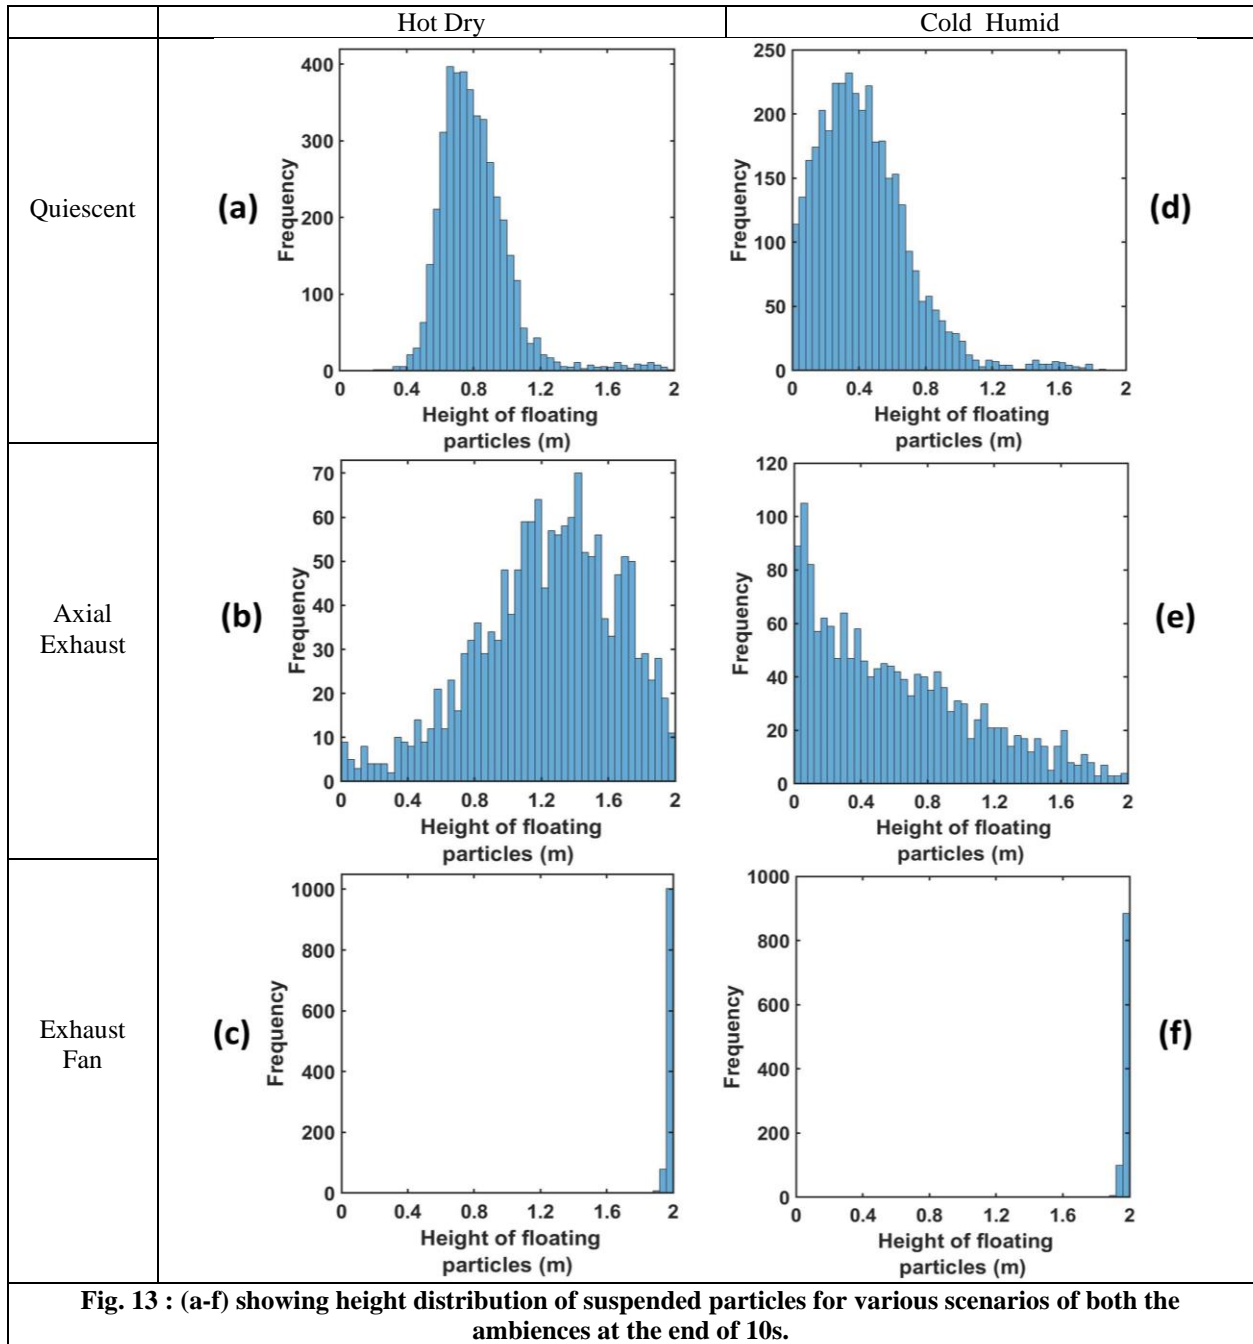 Hot Dry
Cold Humid
Quiescent
(a)
400
300
200
100
0
Frequency
0 0.4 0.8 1.2 1.6 2
Height of floating
particles (m)
250
200
150
100
50
0
Frequency
0 0.4 0.8 1.2 1.6 2
Height of floating
particles (m)
(d)
Axial
Exhaust
(b)
70
60
50
40
30
20
10
0
Frequency
0 0.4 0.8 1.2 1.6 2
Height of floating
particles (m)
120
100
80
60
40
20
0
Frequency
0 0.4 0.8 1.2 1.6 2
Height of floating
particles (m)
(e)
Exhaust
Fan
(c)
1000
800
600
400
200
0
Frequency
0 0.4 0.8 1.2 1.6 2
Height of floating
particles (m)
1000
800
600
400
200
0
Frequency
0 0.4 0.8 1.2 1.6 2
Height of floating
particles (m)
(f)
Fig. 13 : (a-f) showing height distribution of suspended particles for various scenarios of both the
ambiences at the end of 10s.